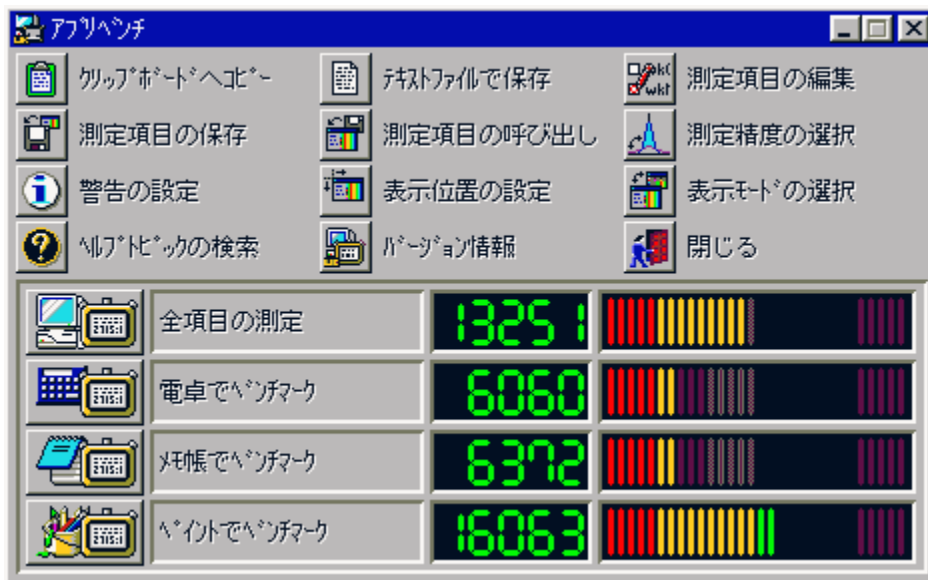 アプリベンチ
ｸﾘｯﾌﾟﾎﾞｰﾄﾞへｺﾋﾟｰ
ﾃｷｽﾄﾌｧｲﾙで保存
測定項目の編集
測定項目の保存
測定項目の呼び出し
測定精度の選択
警告の設定
表示位置の設定
表示ﾓｰﾄﾞの選択
ﾍﾙﾌﾟﾄﾋﾟｯｸの検索
ﾊﾞｰｼﾞｮﾝ情報
閉じる
全項目の測定
13251
電卓でﾍﾞﾝﾁﾏｰｸ
6060
ﾒﾓ帳でﾍﾞﾝﾁﾏｰｸ
6372
ﾍﾟｲﾝﾄでﾍﾞﾝﾁﾏｰｸ
16063